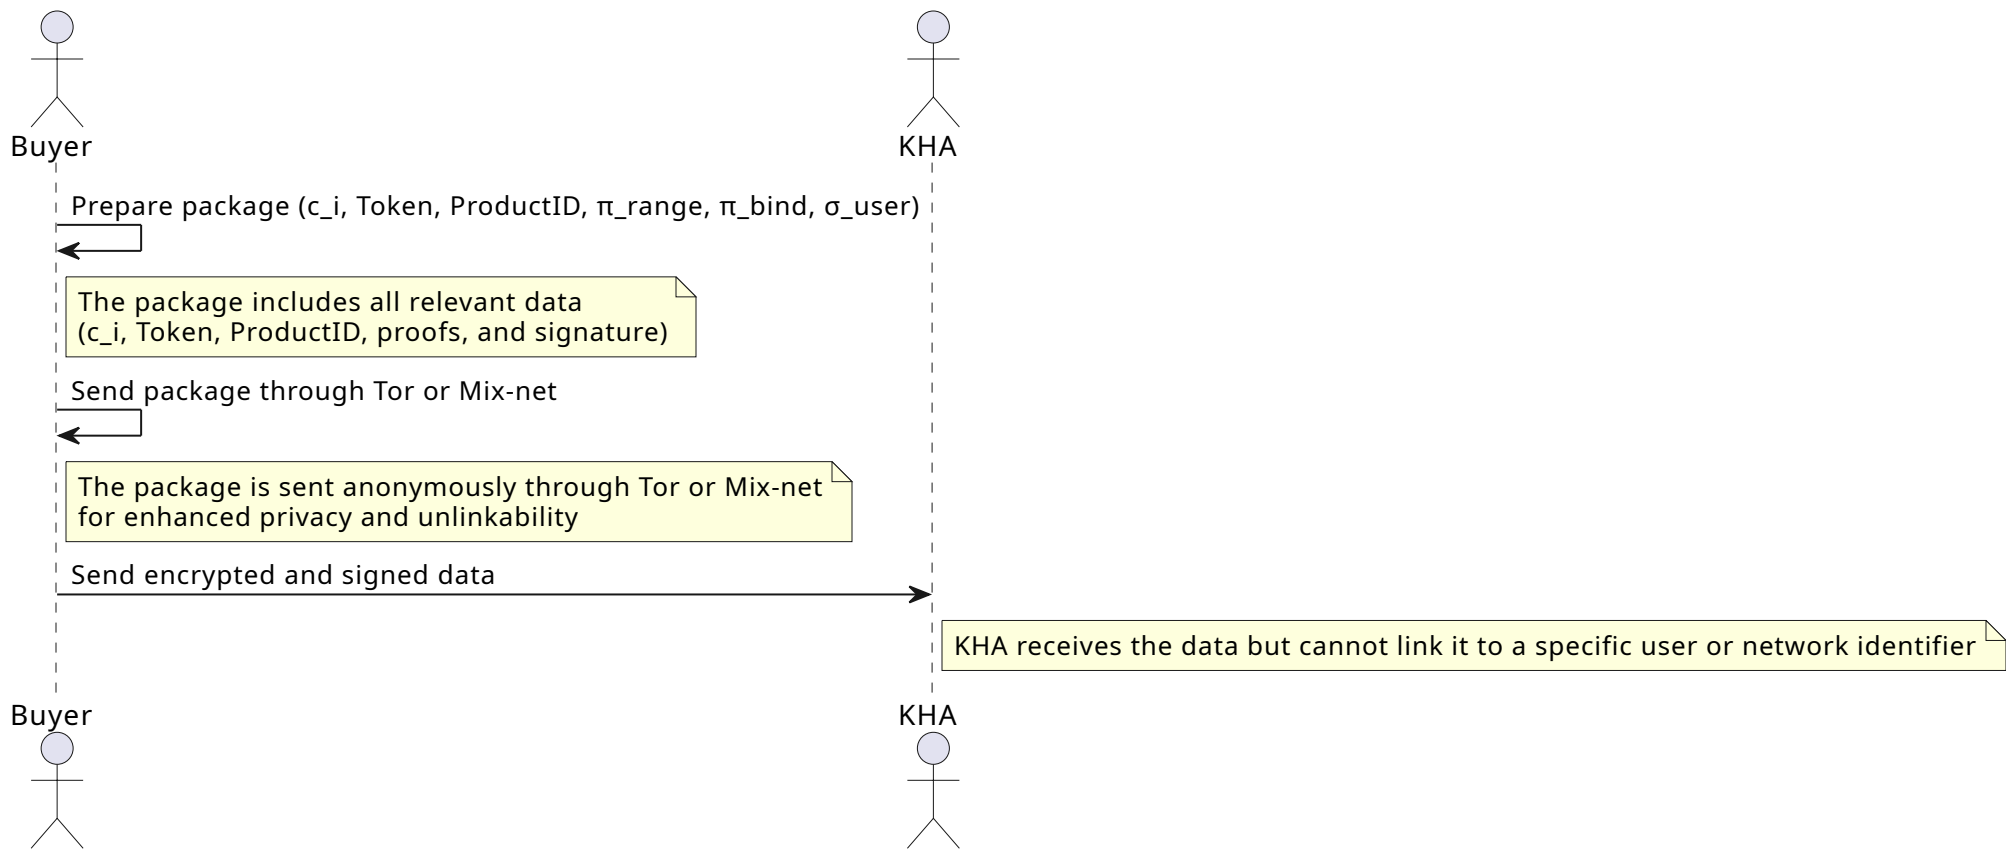 Buyer
KHA
Prepare package (c_i, Token, ProductID, π_range, π_bind, σ_user)
The package includes all relevant data
(c_i, Token, ProductID, proofs, and signature)
Send package through Tor or Mix-net
The package is sent anonymously through Tor or Mix-net
for enhanced privacy and unlinkability
Send encrypted and signed data
KHA receives the data but cannot link it to a specific user or network identifier
Buyer
KHA